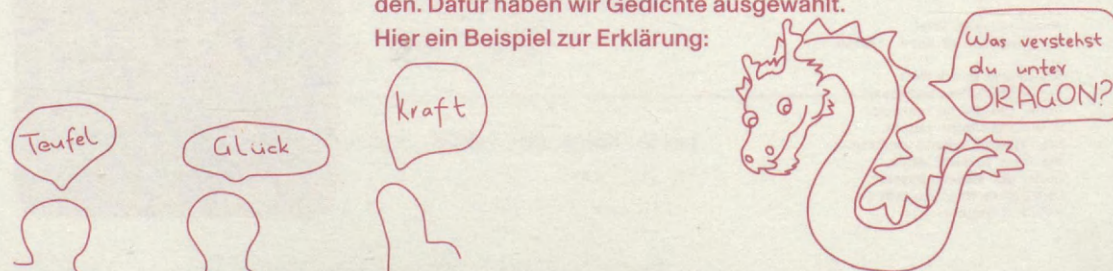 den. Dafür haben wir Gedichte ausgewählt.
Hier ein Beispiel zur Erklärung:
Was verstehst
du unter
DRAGON?
Kraft
Teufel
Glück